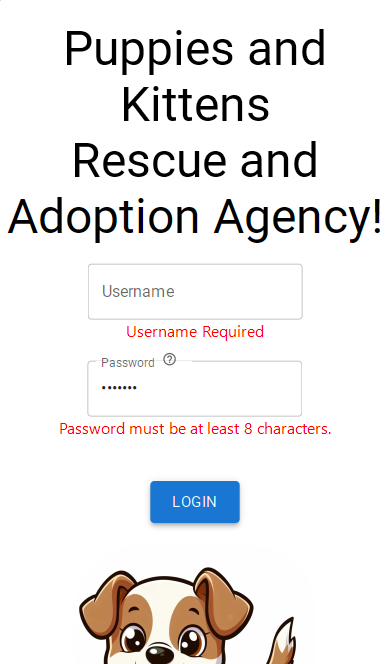 Puppies and
Kittens
Rescue and
Adoption Agency!
Username
Username Required
Password
•••••••
Password must be at least 8 characters.
LOGIN